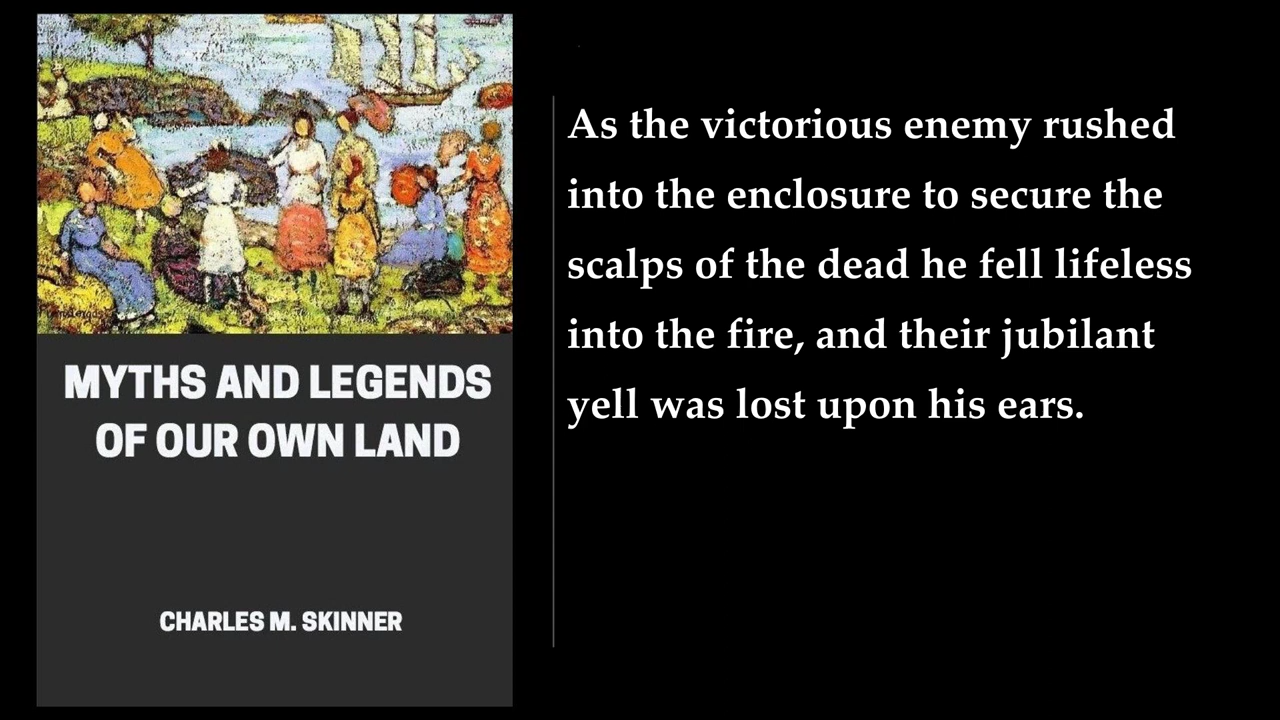 MYTHS AND LEGENDS
OF OUR OWN LAND
CHARLES M. SKINNER
As the victorious enemy rushed
into the enclosure to secure the
scalps of the dead he fell lifeless
into the fire, and their jubilant
yell was lost upon his ears.